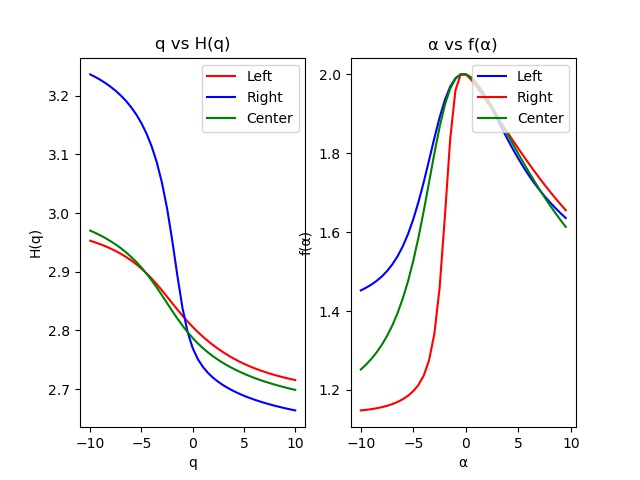 q vs H(q)
Left
Right
Center
H(q)
3.2
3.1
3.0
2.9
2.8
2.7
−10 −5 0 5 10
q
α vs f(α)
Left
Right
Center
f(α)
2.0
1.8
1.6
1.4
1.2
−10 −5 0 5 10
α